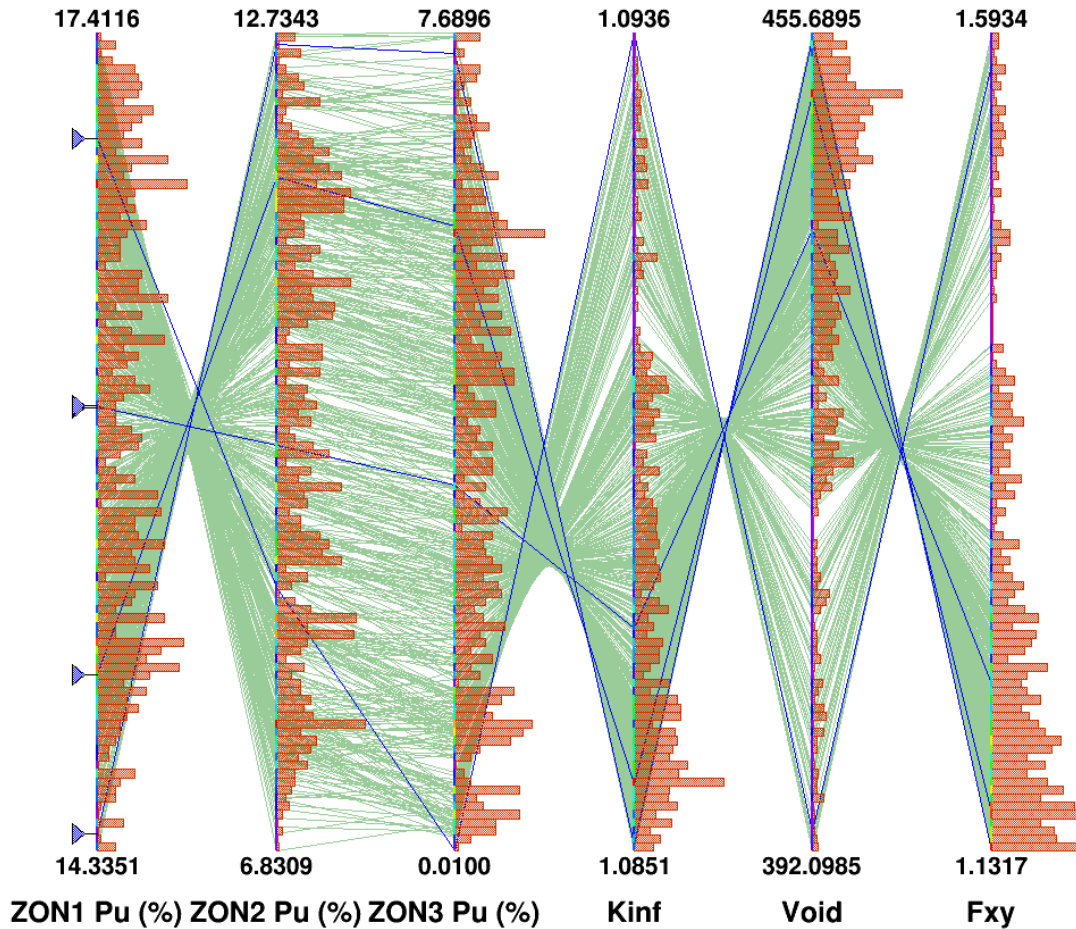 17.4116 12.7343 7.6896 1.0936 455.6895 1.5934
14.3351 6.8309 0.0100 1.0851 392.0985 1.1317
ZON1 Pu (%) ZON2 Pu (%) ZON3 Pu (%) Kinf Void Fxy